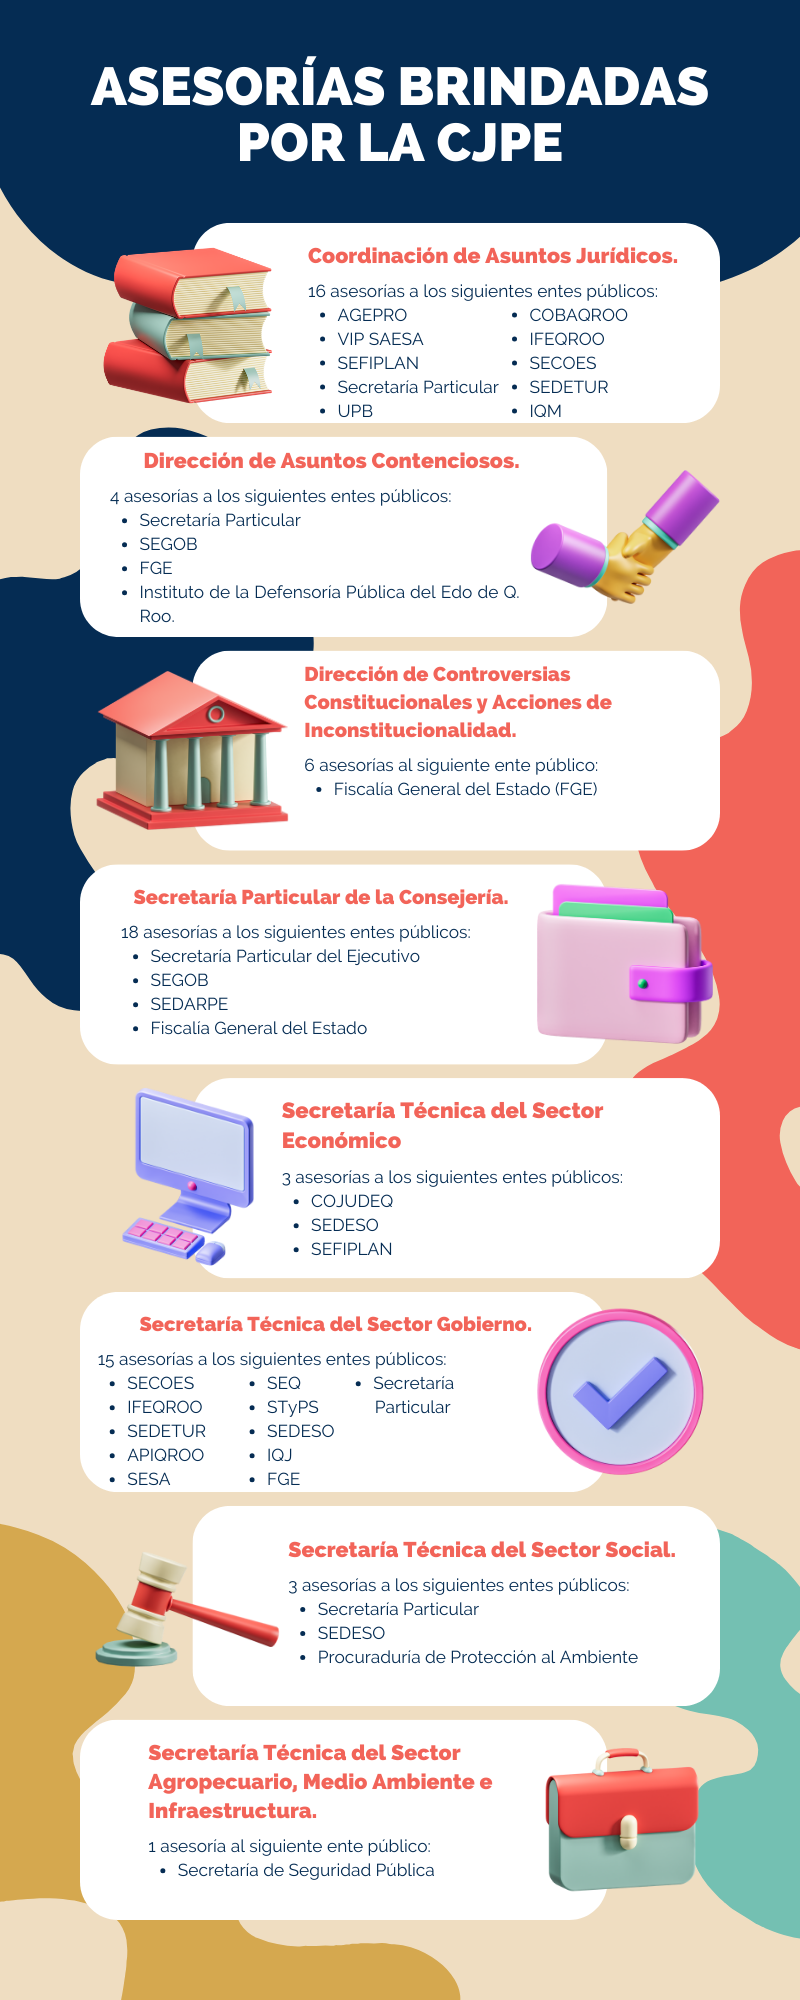 ASESORÍAS BRINDADAS
POR LA CJPE
Coordinación de Asuntos Jurídicos.
16 asesorías a los siguientes entes públicos:
• AGEPRO
• VIP SAESA
• SEFIPLAN
• Secretaría Particular
• UPB
• COBAQROO
• IFEQROO
• SECOES
• SEDETUR
• IQM
Dirección de Asuntos Contenciosos.
4 asesorías a los siguientes entes públicos:
• Secretaría Particular
• SEGOB
• FGE
• Instituto de la Defensoría Pública del Edo de Q.
Roo.
Dirección de Controversias
Constitucionales y Acciones de
Inconstitucionalidad.
6 asesorías al siguiente ente público:
• Fiscalía General del Estado (FGE)
Secretaría Particular de la Consejería.
18 asesorías a los siguientes entes públicos:
• Secretaría Particular del Ejecutivo
• SEGOB
• SEDARPE
• Fiscalía General del Estado
Secretaría Técnica del Sector
Económico
3 asesorías a los siguientes entes públicos:
• COJUDEQ
• SEDESO
• SEFIPLAN
Secretaría Técnica del Sector Gobierno.
15 asesorías a los siguientes entes públicos:
• SECOES
• IFEQROO
• SEDETUR
• APIQROO
• SESA
• SEQ
• STyPS
• SEDESO
• IQJ
• FGE
• Secretaría
Particular
Secretaría Técnica del Sector Social.
3 asesorías a los siguientes entes públicos:
• Secretaría Particular
• SEDESO
• Procuraduría de Protección al Ambiente
Secretaría Técnica del Sector
Agropecuario, Medio Ambiente e
Infraestructura.
1 asesoría al siguiente ente público:
• Secretaría de Seguridad Pública